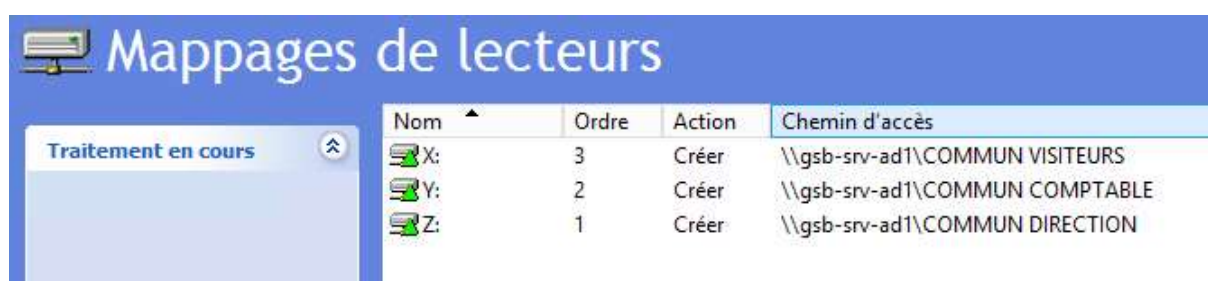 Mappages de lecteurs
Traitement en cours
Nom Ordre Action Chemin d'accès
X: 3 Créer \\gsb-srv-ad1\COMMUN VISITEURS
Y: 2 Créer \\gsb-srv-ad1\COMMUN COMPTABLE
Z: 1 Créer \\gsb-srv-ad1\COMMUN DIRECTION